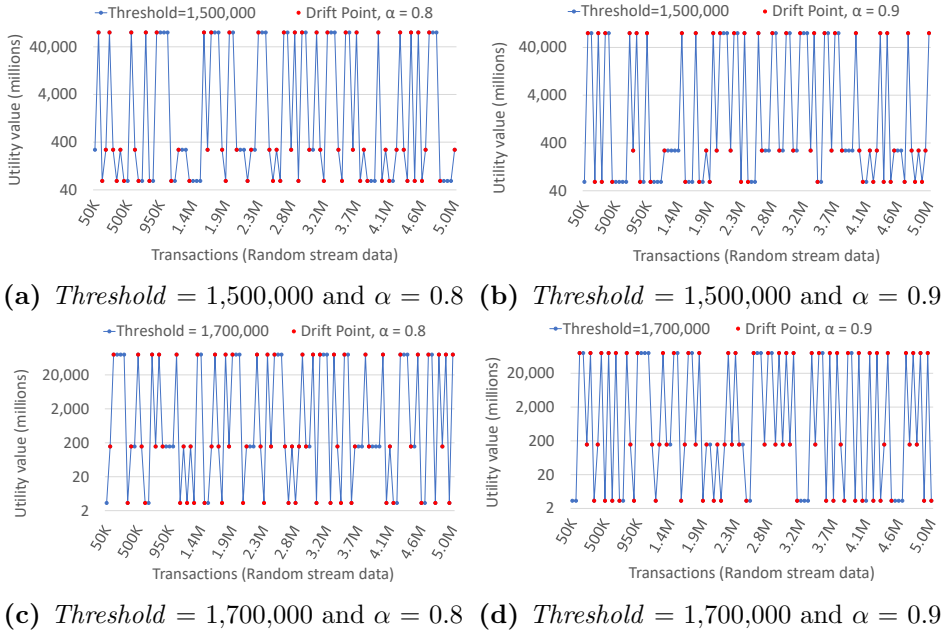 Threshold=1,500,000 Drift Point, α = 0.8
Utility value (millions)
40,000
4,000
400
40
50K 500K 950K 1.4M 1.9M 2.3M 2.8M 3.2M 3.7M 4.1M 4.6M 5.0M
Transactions (Random stream data)
(a) Threshold = 1,500,000 and α = 0.8
Threshold=1,500,000 Drift Point, α = 0.9
Utility value (millions)
40,000
4,000
400
40
50K 500K 950K 1.4M 1.9M 2.3M 2.8M 3.2M 3.7M 4.1M 4.6M 5.0M
Transactions (Random stream data)
(b) Threshold = 1,500,000 and α = 0.9
Threshold = 1,700,000 Drift Point, α = 0.8
Utility value (millions)
20,000
2,000
200
20
2
50K 500K 950K 1.4M 1.9M 2.3M 2.8M 3.2M 3.7M 4.1M 4.6M 5.0M
Transactions (Random stream data)
(c) Threshold = 1,700,000 and α = 0.8
Threshold=1,700,000 Drift Point, α = 0.9
Utility value (millions)
20,000
2,000
200
20
2
50K 500K 950K 1.4M 1.9M 2.3M 2.8M 3.2M 3.7M 4.1M 4.6M 5.0M
Transactions (Random stream data)
(d) Threshold = 1,700,000 and α = 0.9